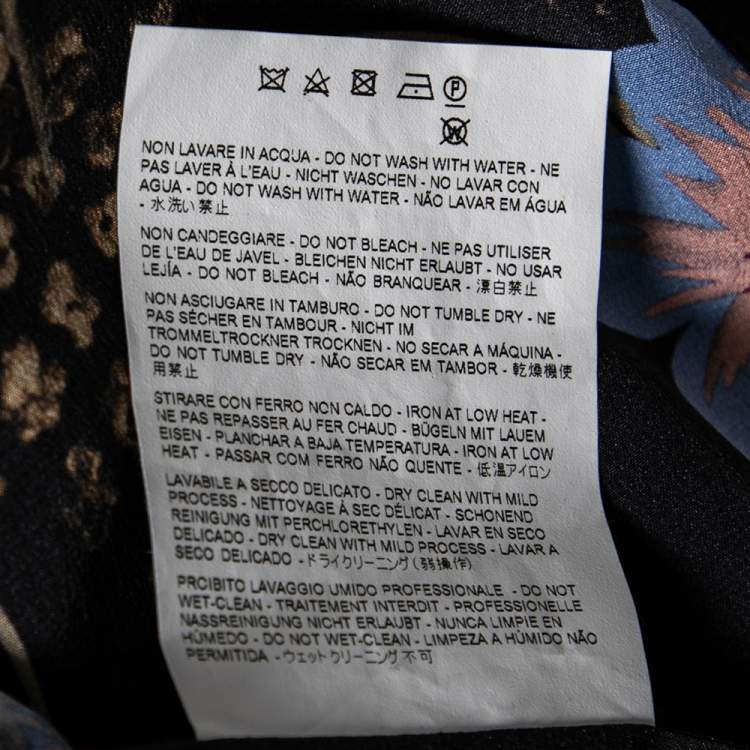 P
W
NON LAVARE IN ACQUA - DO NOT WASH WITH WATER - NE
PAS LAVER À L'EAU - NICHT WASCHEN - NO LAVAR CON
AGUA - DO NOT WASH WITH WATER - NÃO LAVAR EM ÁGUA
- 水洗い禁止
NON CANDEGGIARE - DO NOT BLEACH - NE PAS UTILISER
DE L'EAU DE JAVEL - BLEICHEN NICHT ERLAUBT - NO USAR
LEJÍA - DO NOT BLEACH - NÃO BRANQUEAR - 漂白禁止
NON ASCIUGARE IN TAMBURO - DO NOT TUMBLE DRY - NE
PAS SÉCHER EN TAMBOUR - NICHT IM
TROMMELTROCKNER TROCKNEN - NO SECAR A MÁQUINA -
DO NOT TUMBLE DRY - NÃO SECAR EM TAMBOR - 乾燥機使
用禁止
STIRARE CON FERRO NON CALDO - IRON AT LOW HEAT -
NE PAS REPASSER AU FER CHAUD - BÜGELN MIT LAUEM
EISEN - PLANCHAR A BAJA TEMPERATURA - IRON AT LOW
HEAT - PASSAR COM FERRO NÃO QUENTE - 低温アイロン
LAVABILE A SECCO DELICATO - DRY CLEAN WITH MILD
PROCESS - NETTOYAGE À SEC DÉLICAT - SCHONEND
REINIGUNG MIT PERCHLORETHYLEN - LAVAR EN SECO
DELICADO - DRY CLEAN WITH MILD PROCESS - LAVAR A
SECO DELICADO - ドライクリーニング(弱操作)
PRCIBITO LAVAGGIO UMIDO PROFESSIONALE - DO NOT
WET-CLEAN - TRAITEMENT INTERDIT - PROFESSIONELLE
NASSREINIGUNG NICHT ERLAUBT - NUNCA LIMPIE EN
HÚMEDO - DO NOT WET-CLEAN - LIMPEZA A HÚMIDO NÃO
PERMITIDA - ウェットクリーニング不可